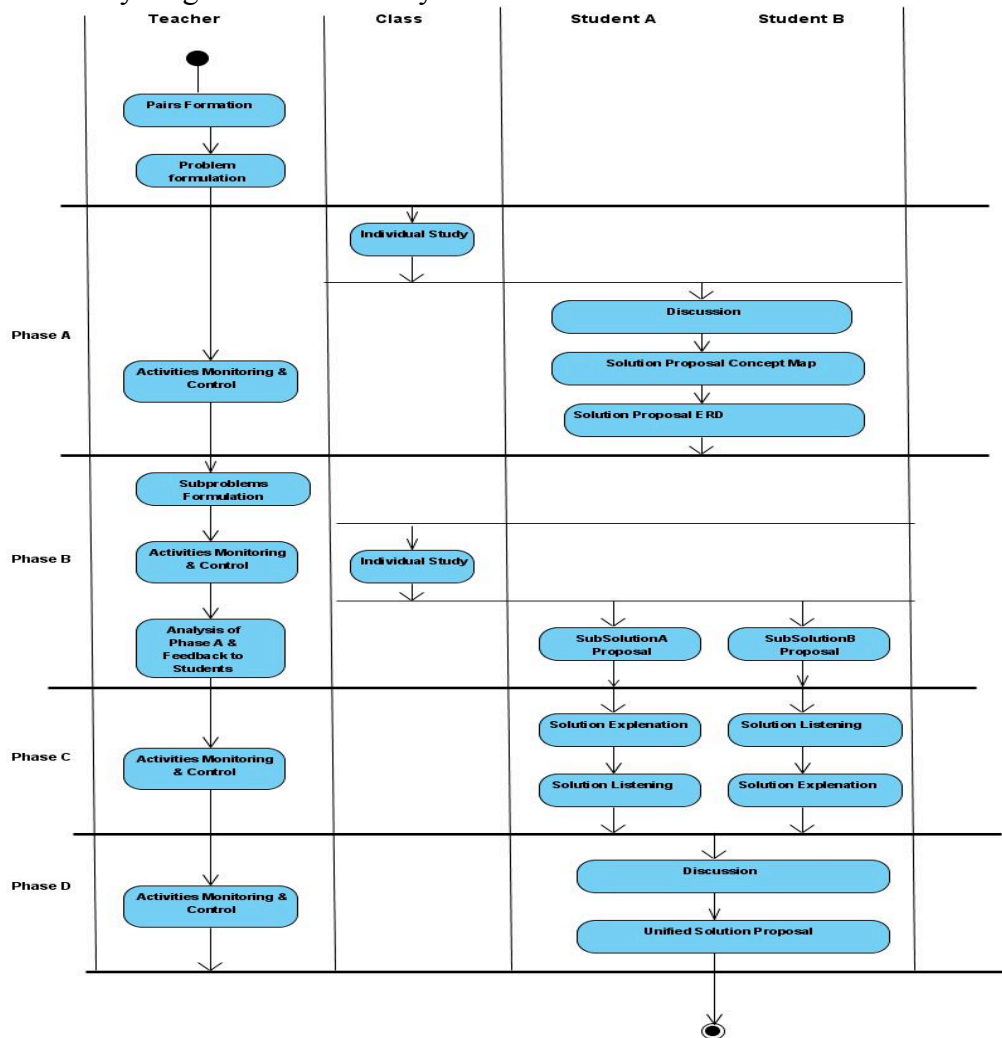 Teacher
Class
Student A
Student B
Pairs Formation
Problem
formulation
Individual Study
Discussion
Phase A
Solution Proposal Concept Map
Activities Monitoring &
Control
Solution Proposal ERD
Subproblems
Formulation
Phase B
Activities Monitoring
& Control
Individual Study
Analysis of
Phase A &
Feedback to
Students
SubSolutionA
Proposal
SubSolutionB
Proposal
Solution Explenation
Solution Listening
Phase C
Activities Monitoring
& Control
Solution Listening
Solution Explenation
Phase D
Discussion
Activities Monitoring &
Control
Unified Solution Proposal